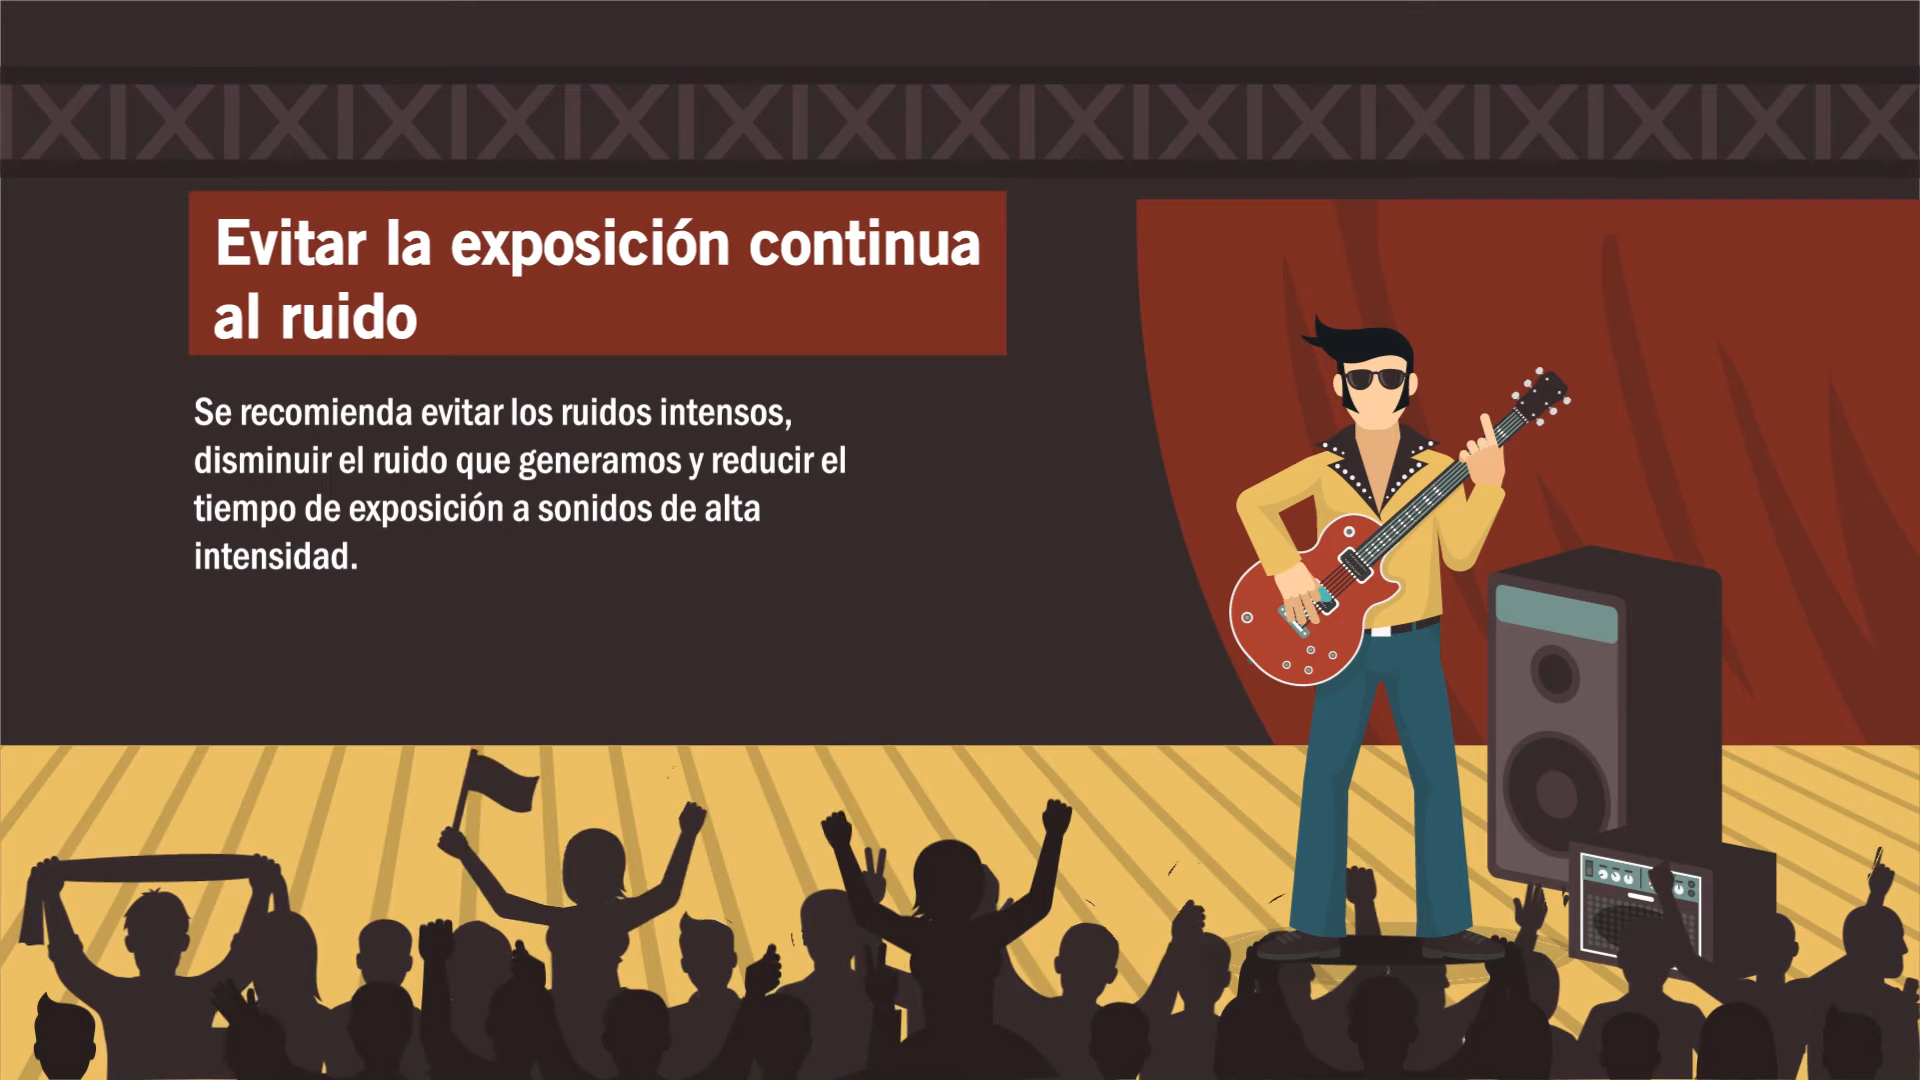 Evitar la exposición continua
al ruido
Se recomienda evitar los ruidos intensos,
disminuir el ruido que generamos y reducir el
tiempo de exposición a sonidos de alta
intensidad.